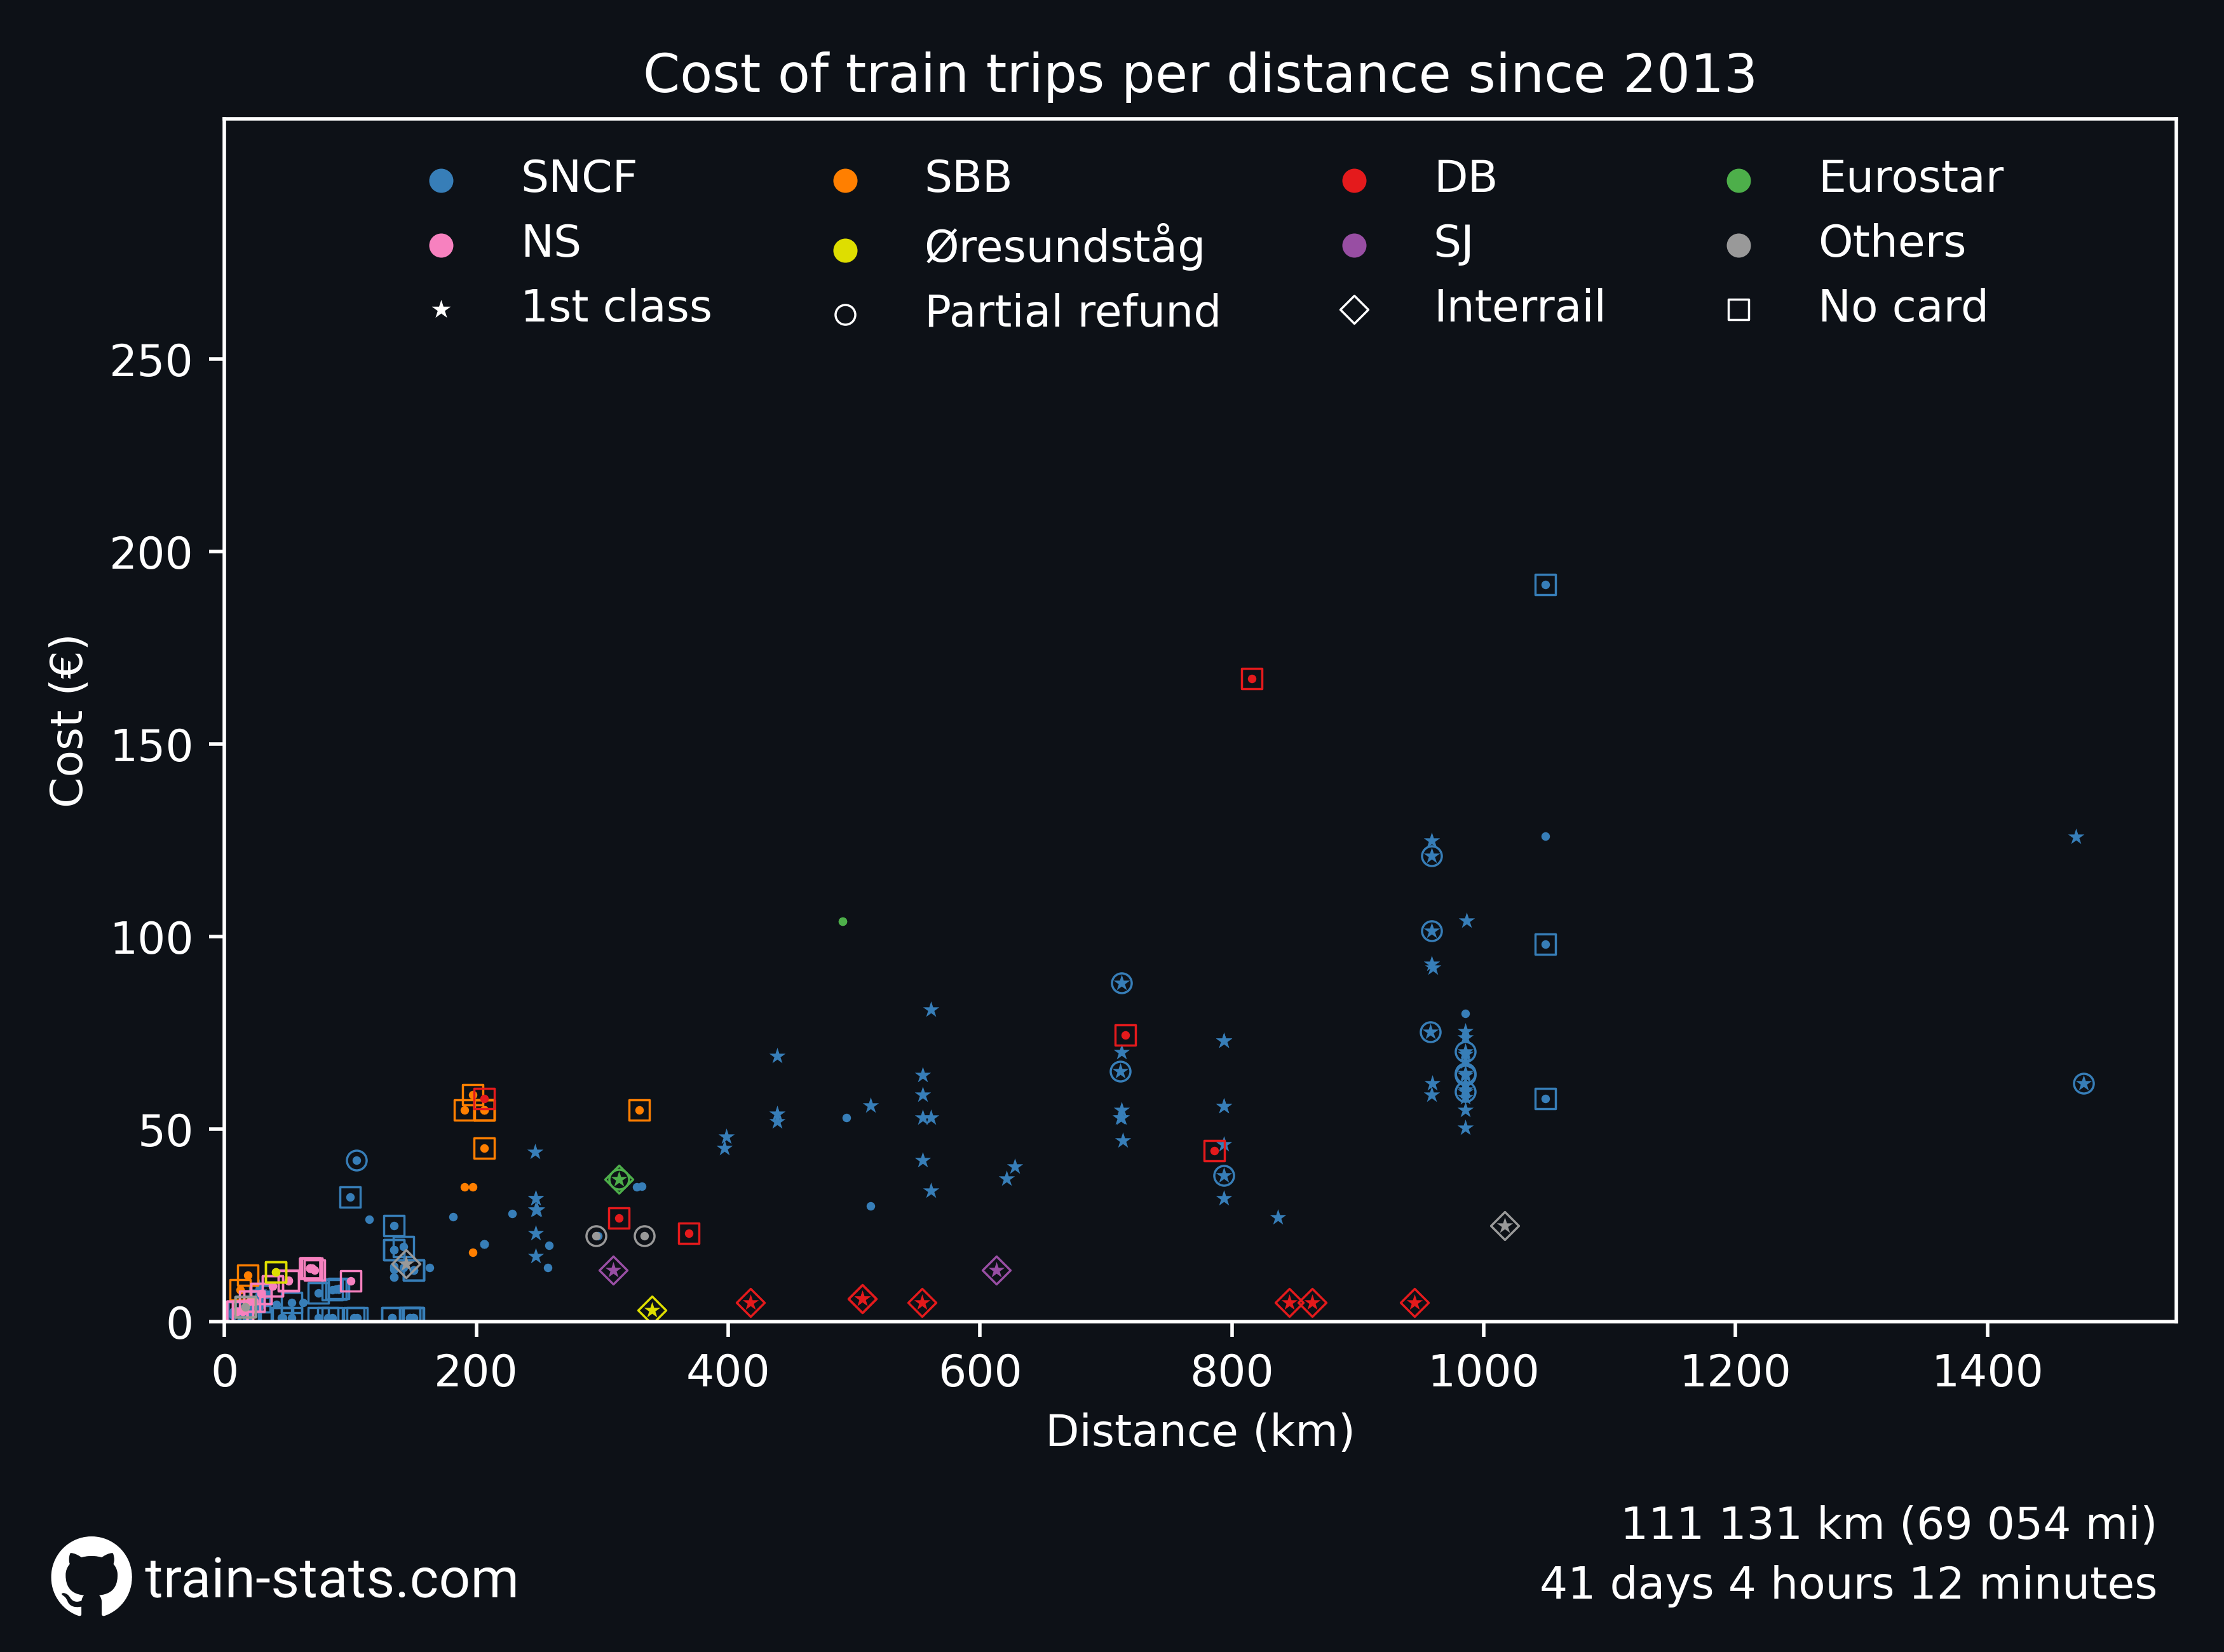 Cost of train trips per distance since 2013
SNCF SBB DB Eurostar
NS Øresundståg SJ Others
1st class Partial refund Interrail No card
250
200
150
100
50
0
Cost (€)
0 200 400 600 800 1000 1200 1400
Distance (km)
111 131 km (69 054 mi)
train-stats.com
41 days 4 hours 12 minutes